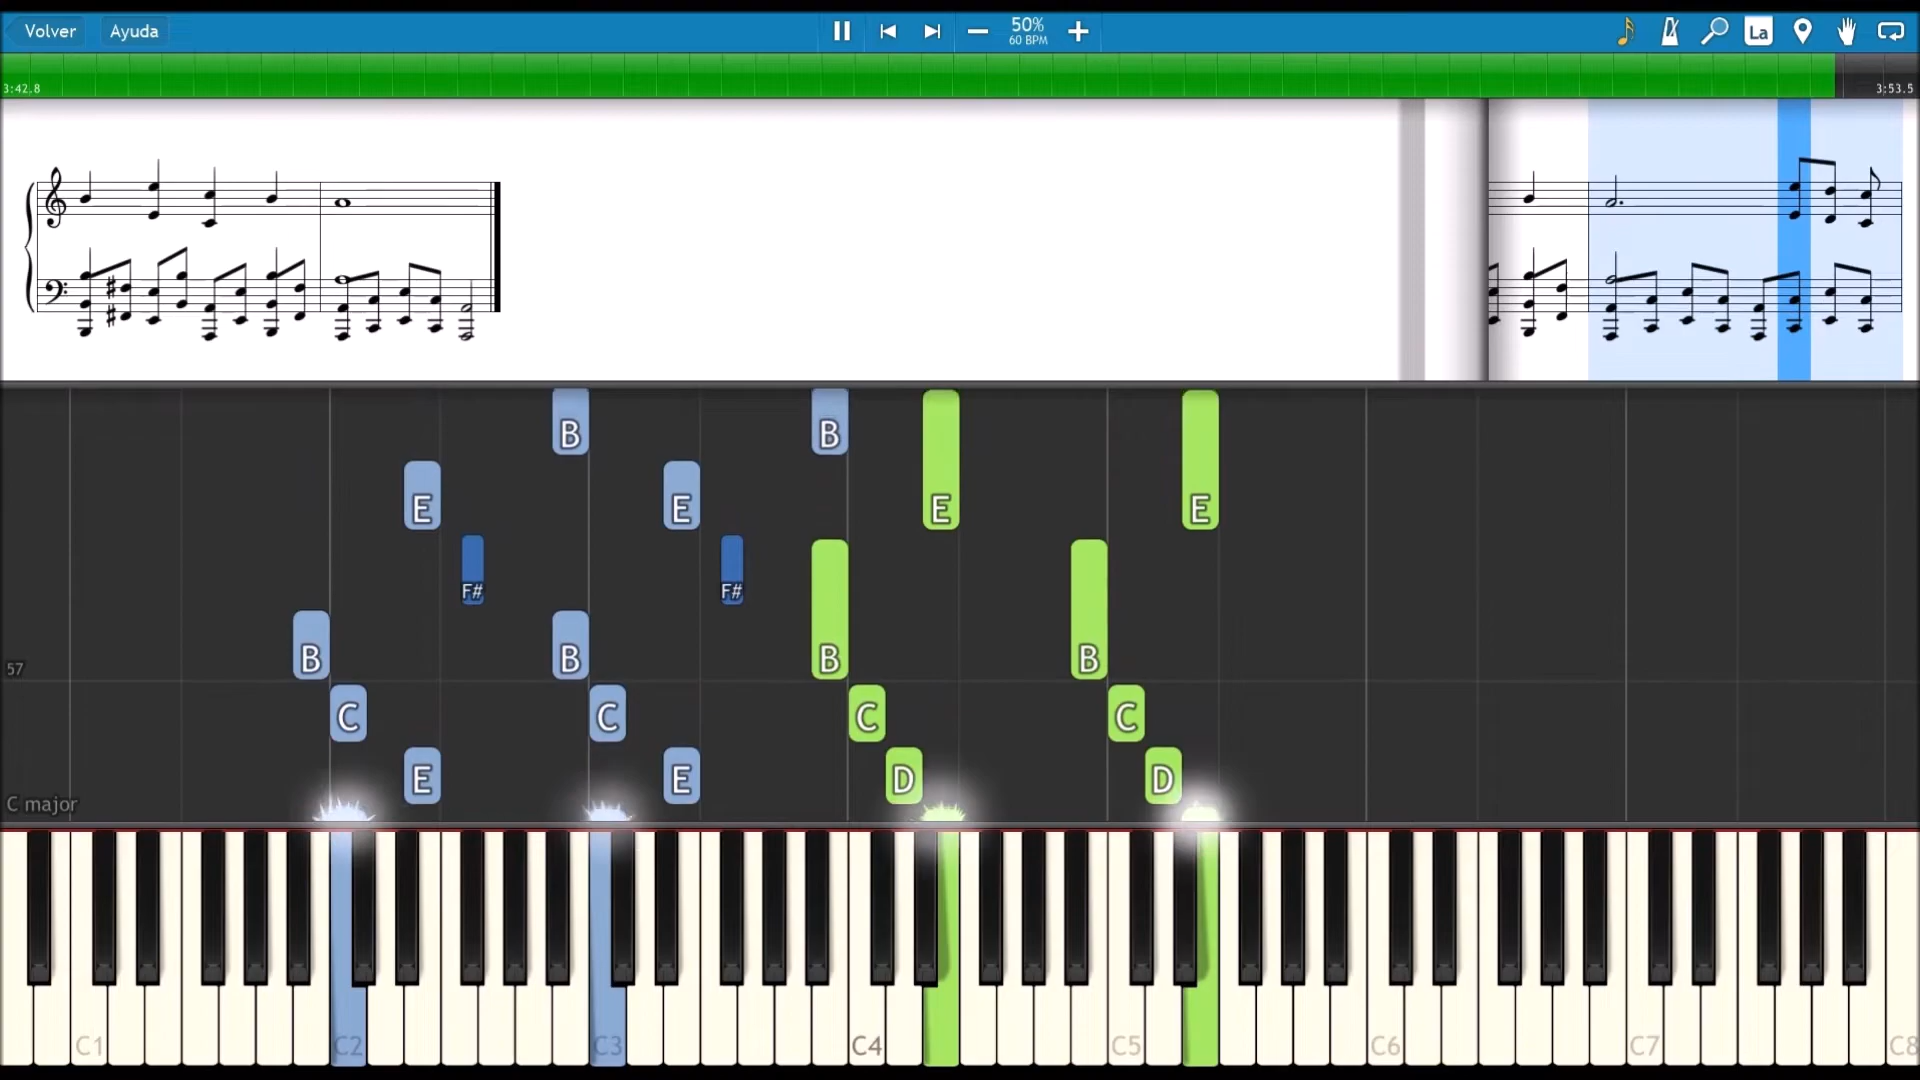 Volver
Ayuda
50%
60 BPM
La
3:42.8
3:53.5
B
B
E
E
E
E
F#
F#
B
B
B
B
57
C
C
C
C
E
E
D
D
C major
C1
C2
C3
C4
C5
C6
C7
C8